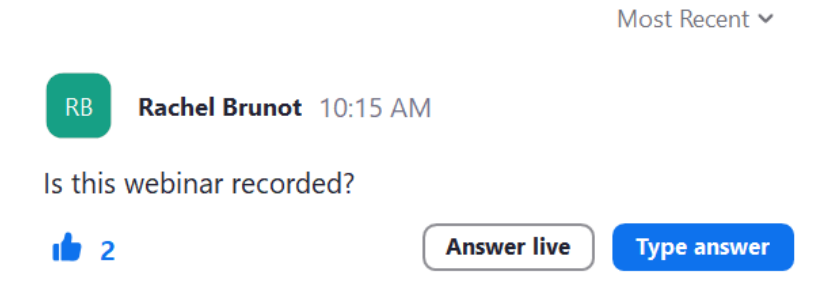 Most Recent
RB
Rachel Brunot 10:15 AM
Is this webinar recorded?
2
Answer live
Type answer